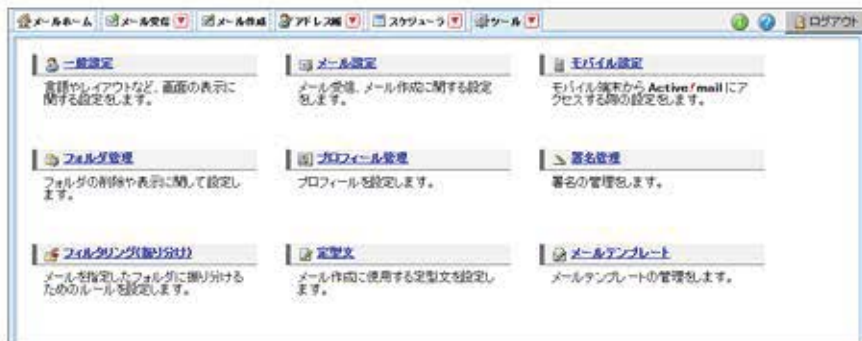 メールホーム メール受信 メール作成 アドレス帳 スケジューラ ツール ログアウト
一般設定 メール設定 モバイル設定
言語やレイアウトなど、画面の表示に メール受信、メール作成に関する設定 モバイル端末からActive!mailにア
関する設定をします。 をします。 クセスする際の設定をします。
フォルダ管理 プロフィール管理 署名管理
フォルダの削除や表示に関して設定し プロフィールを設定します。 署名の管理をします。
ます。
フィルタリング(振り分け) 定型文 メールテンプレート
メールを指定したフォルダに振り分ける メール作成に使用する定型文を設定し メールテンプレートの管理をします。
ためのルールを設定します。 ます。